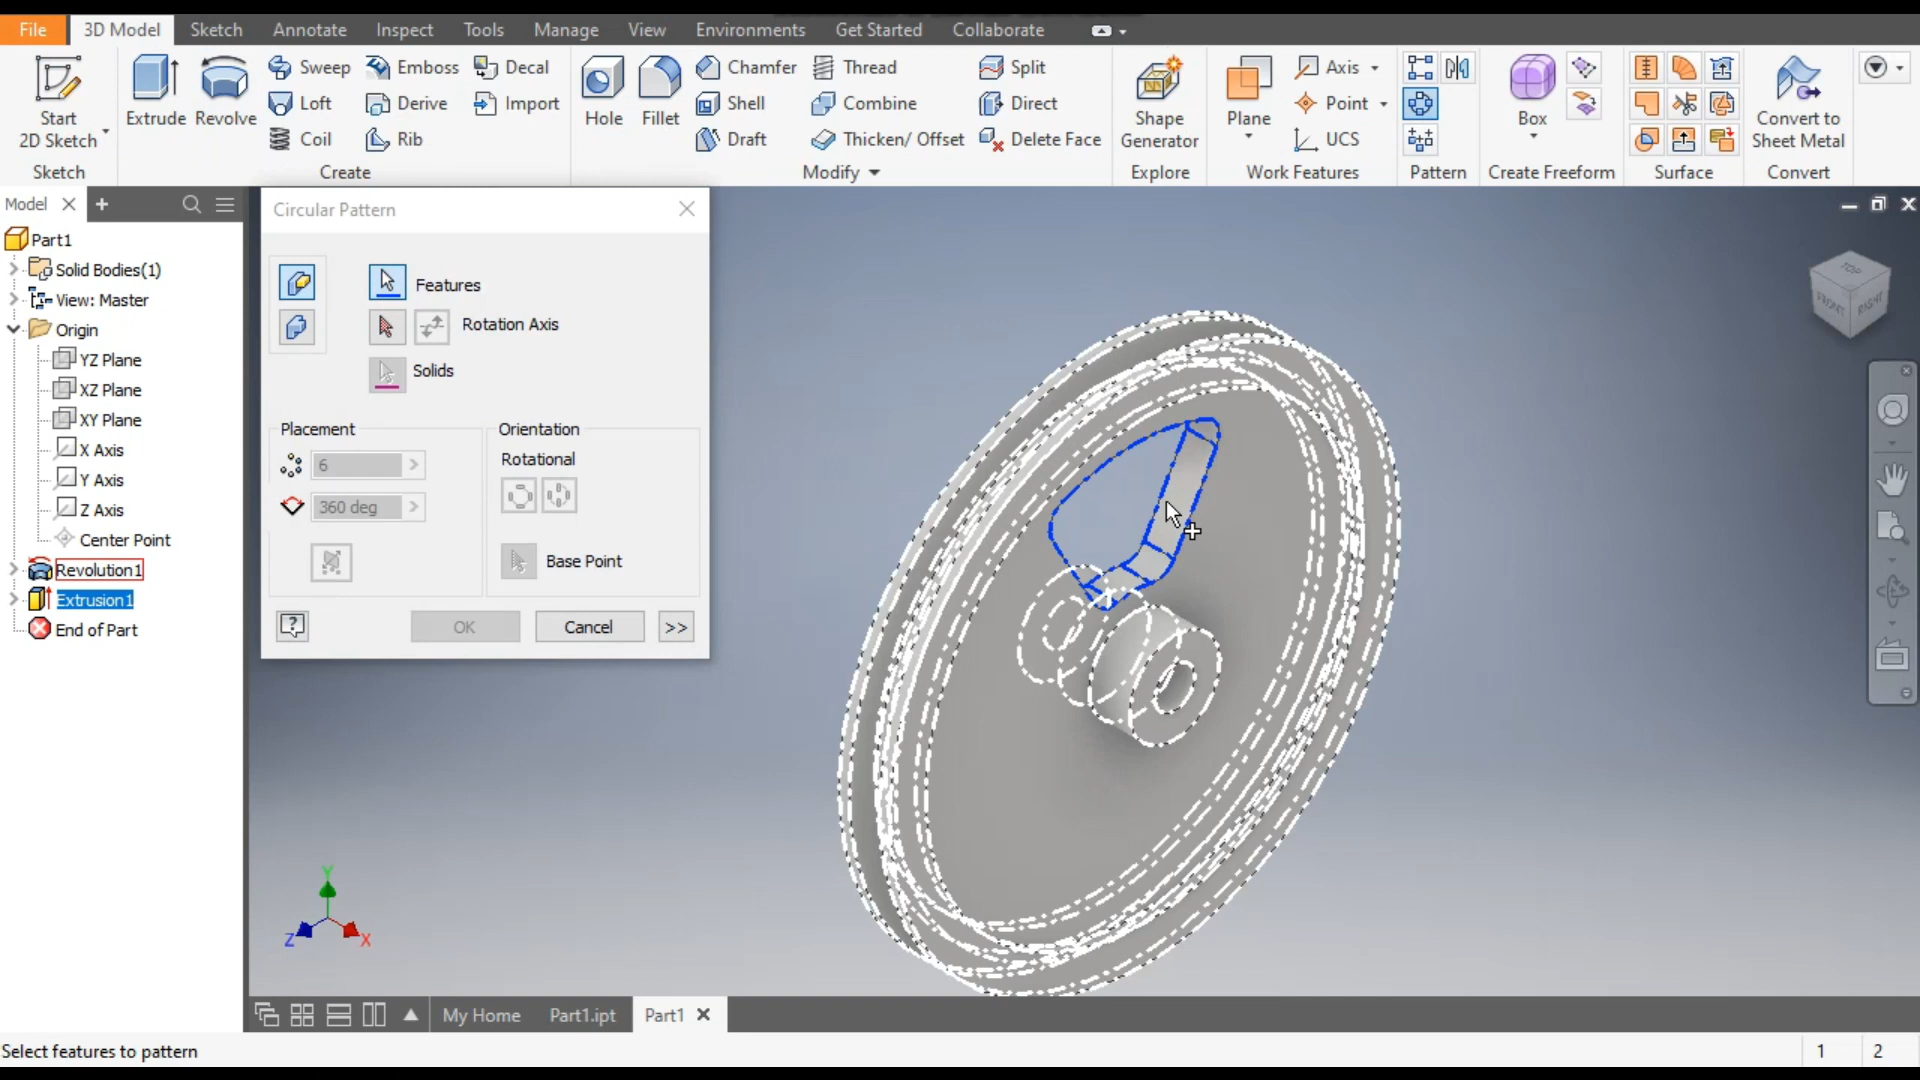 File 3D Model Sketch Annotate Inspect Tools Manage View Environments Get Started Collaborate
Start
2D Sketch
Sketch
Extrude Revolve
Sweep Emboss Decal
Loft Derive Import
Coil Rib
Create
Hole Fillet
Chamfer Thread Split
Shell Combine Direct
Draft Thicken/ Offset Delete Face
Modify
Shape
Generator
Explore
Plane
Axis
Point
UCS
Work Features
Pattern
Box
Create Freeform
Surface
Convert to
Sheet Metal
Convert
Model
Part1
Solid Bodies(1)
View: Master
Origin
YZ Plane
XZ Plane
XY Plane
X Axis
Y Axis
Z Axis
Center Point
Revolution1
Extrusion1
End of Part
Circular Pattern
Features
Rotation Axis
Solids
Placement
6
360 deg
Orientation
Rotational
Base Point
OK Cancel >>
TOP
FRONT RIGHT
Y
Z X
My Home Part1.ipt Part1
Select features to pattern
1 2